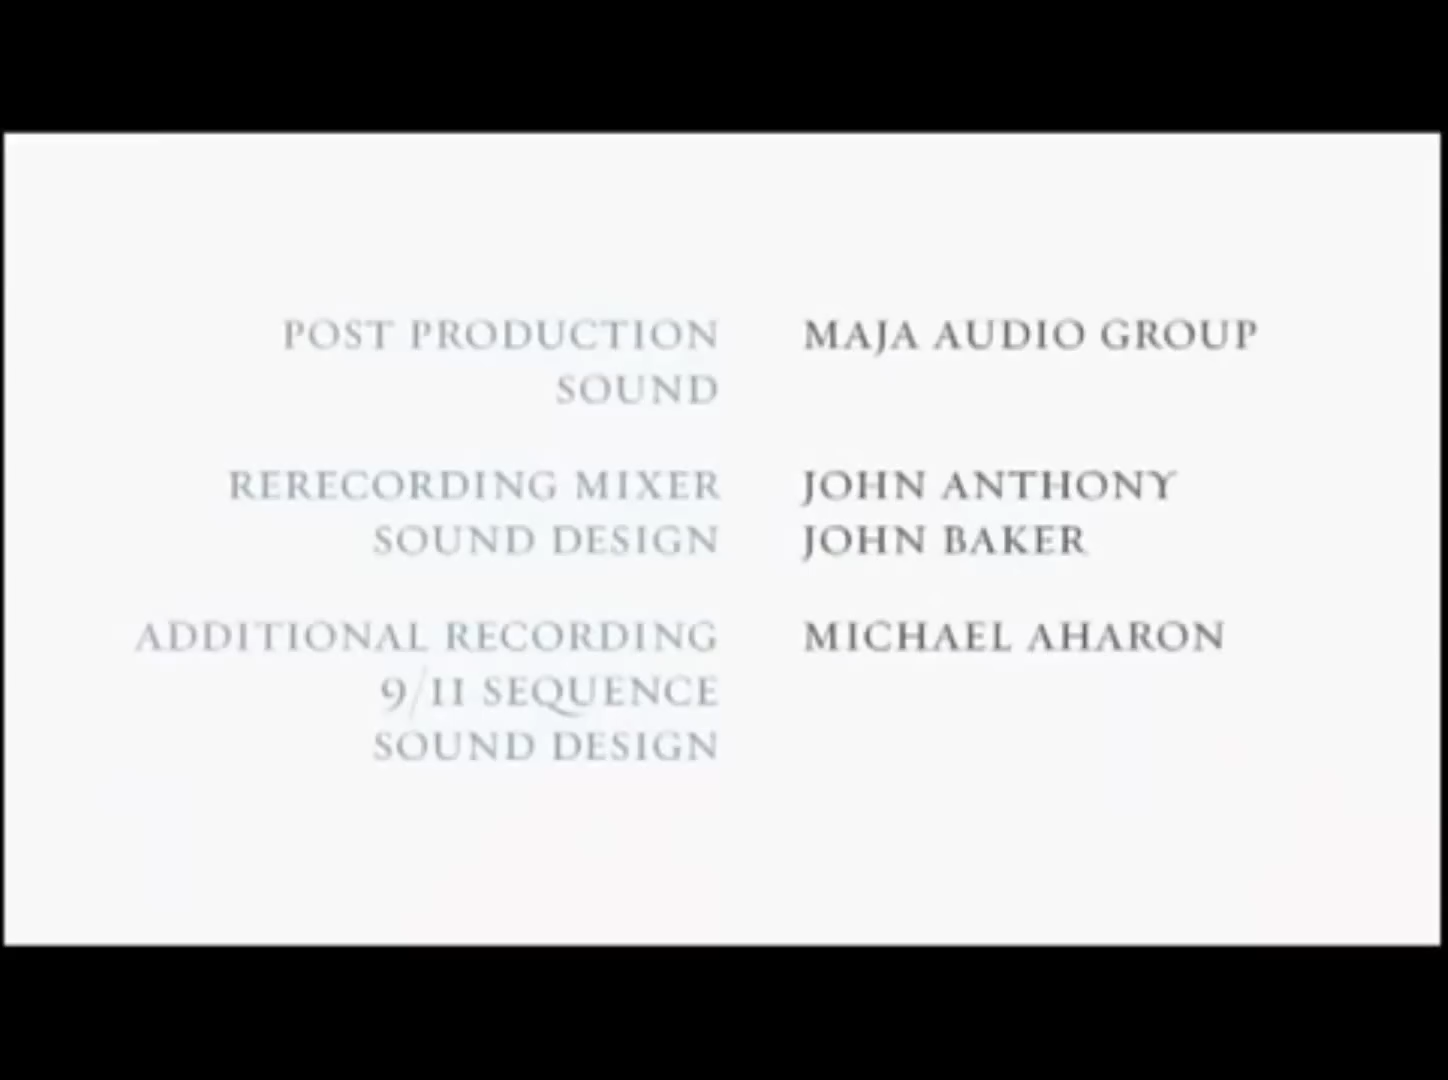 POST PRODUCTION MAJA AUDIO GROUP
SOUND
RERECORDING MIXER JOHN ANTHONY
SOUND DESIGN JOHN BAKER
ADDITIONAL RECORDING MICHAEL AHARON
9/11 SEQUENCE
SOUND DESIGN